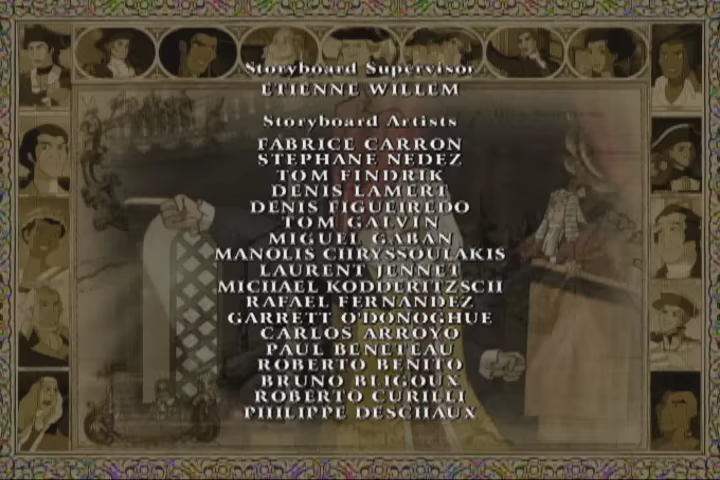 Storyboard Supervisor
ETIENNE WILLEM
Storyboard Artists
FABRICE CARRON
STEPHANE NEDEZ
TOM FINDRIK
DENIS LAMERT
DENIS FIGUEIREDO
TOM GALVIN
MIGUEL GABAN
MANOLIS CHRYSSOULAKIS
LAURENT JENNET
MICHAEL KODDERITZSCH
RAFAEL FERNANDEZ
GARRETT O'DONOGHUE
CARLOS ARROYO
PAUL BENETEAU
ROBERTO BENITO
BRUNO BLIGOUX
ROBERTO CURILLI
PHILIPPE DESCHAUX